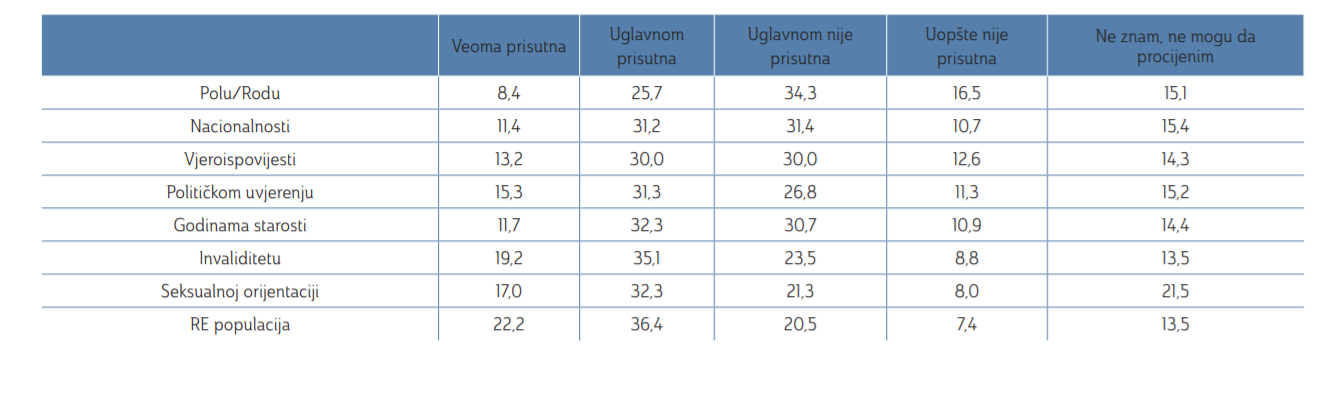 Veoma prisutna Uglavnom prisutna Uglavnom nije prisutna Uopšte nije prisutna Ne znam, ne mogu da procijenim
Polu/Rodu 8,4 25,7 34,3 16,5 15,1
Nacionalnosti 11,4 31,2 31,4 10,7 15,4
Vjeroispovijesti 13,2 30,0 30,0 12,6 14,3
Političkom uvjerenju 15,3 31,3 26,8 11,3 15,2
Godinama starosti 11,7 32,3 30,7 10,9 14,4
Invaliditetu 19,2 35,1 23,5 8,8 13,5
Seksualnoj orijentaciji 17,0 32,3 21,3 8,0 21,5
RE populacija 22,2 36,4 20,5 7,4 13,5